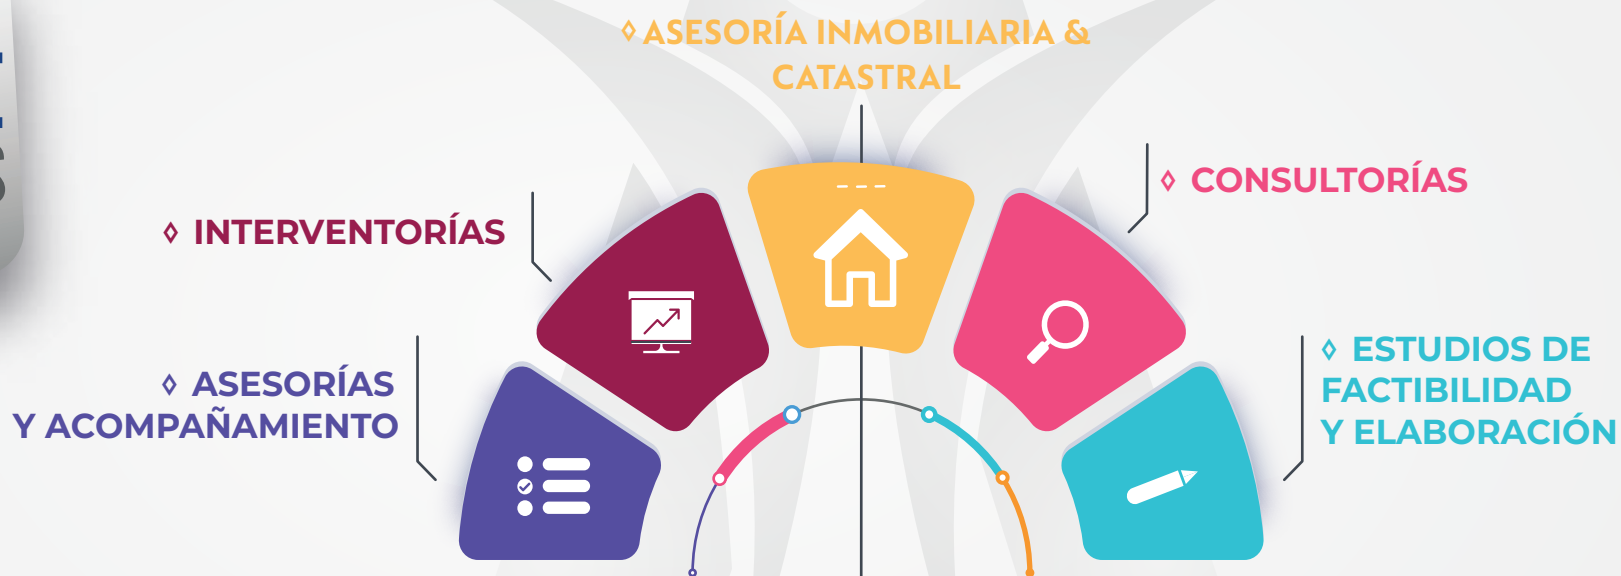 ◊ ASESORÍA INMOBILIARIA &
CATASTRAL
◊ CONSULTORÍAS
◊ INTERVENTORÍAS
◊ ESTUDIOS DE
FACTIBILIDAD
Y ELABORACIÓN
◊ ASESORÍAS
Y ACOMPAÑAMIENTO